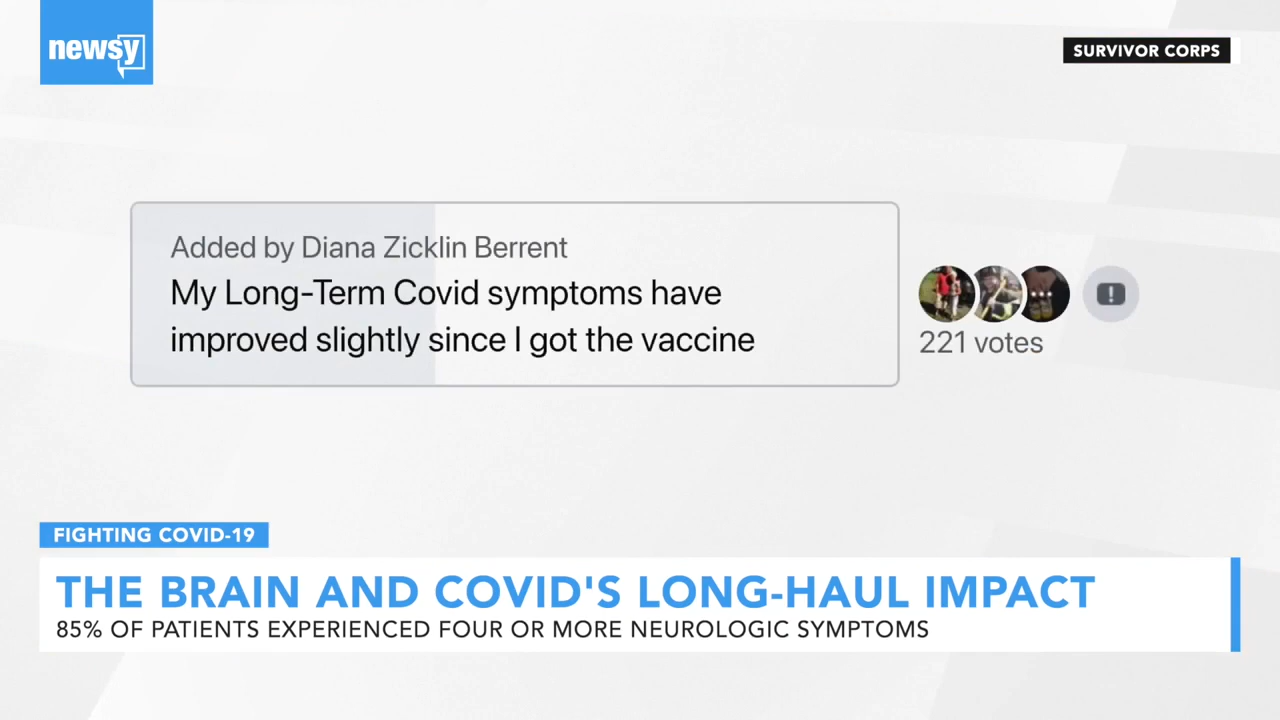 newsy
SURVIVOR CORPS
Added by Diana Zicklin Berrent
My Long-Term Covid symptoms have
improved slightly since I got the vaccine
221 votes
FIGHTING COVID-19
THE BRAIN AND COVID'S LONG-HAUL IMPACT
85% OF PATIENTS EXPERIENCED FOUR OR MORE NEUROLOGIC SYMPTOMS